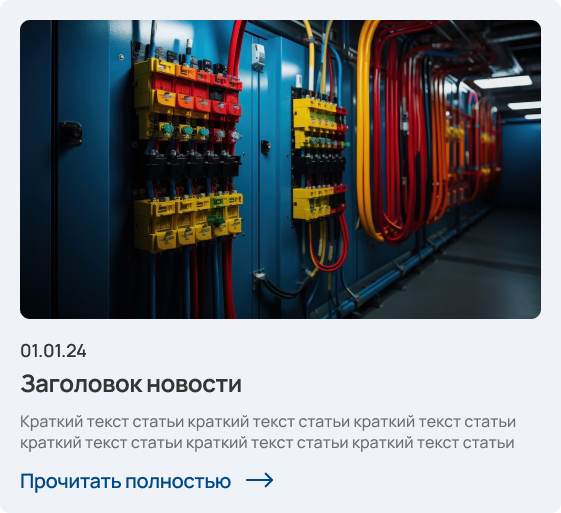 01.01.24
Заголовок новости
Краткий текст статьи краткий текст статьи краткий текст статьи
краткий текст статьи краткий текст статьи краткий текст статьи
Прочитать полностью